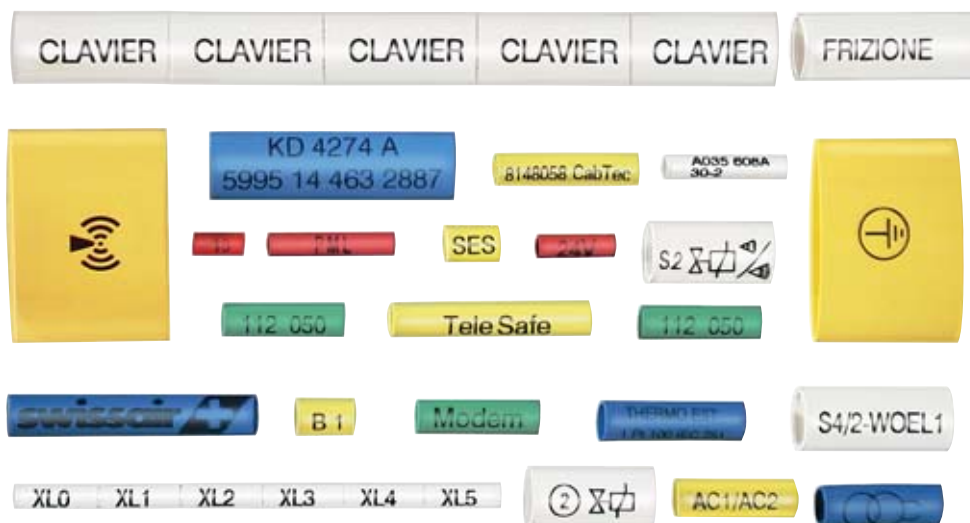 CLAVIER CLAVIER CLAVIER CLAVIER CLAVIER FRIZIONE
KD 4274 A
5995 14 463 2887
8148058 CabTec
A035 608A
30-2
SES
24V
S2
112 050
Tele Safe
112 050
swissair
B 1
Modem
THERMO EST
S4/2-WOEL1
XL0 XL1 XL2 XL3 XL4 XL5
2
AC1/AC2